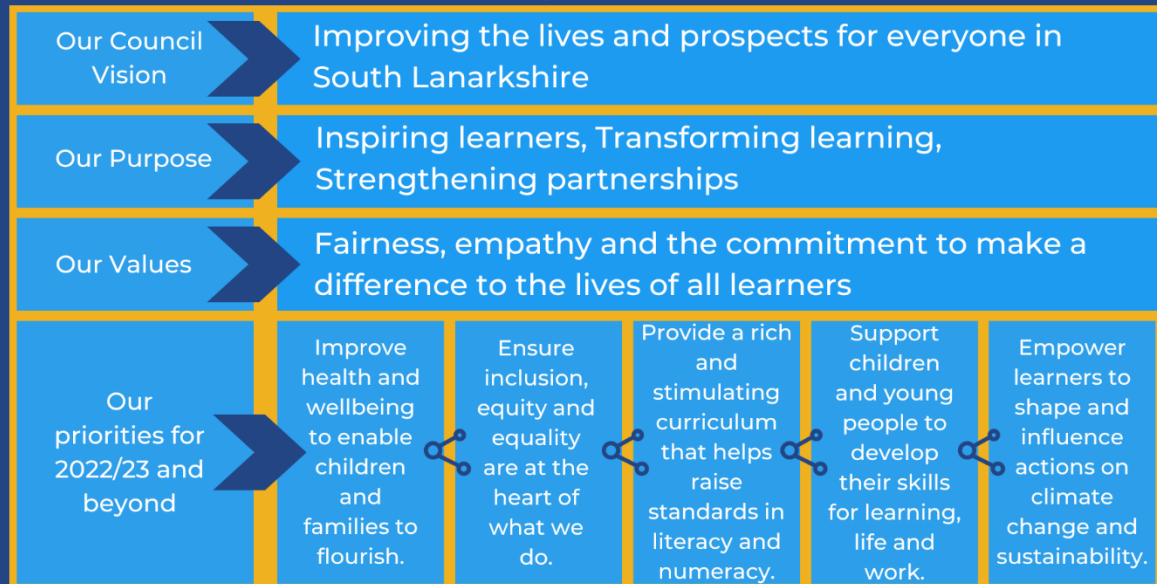 Our Council
Vision
Improving the lives and prospects for everyone in
South Lanarkshire
Our Purpose
Inspiring learners, Transforming learning,
Strengthening partnerships
Our Values
Fairness, empathy and the commitment to make a
difference to the lives of all learners
Our
priorities for
2022/23 and
beyond
Improve
health and
wellbeing
to enable
children
and
families to
flourish.
Ensure
inclusion,
equity and
equality
are at the
heart of
what we
do.
Provide a rich
and
stimulating
curriculum
that helps
raise
standards in
literacy and
numeracy.
Support
children
and young
people to
develop
their skills
for learning,
life and
work.
Empower
learners to
shape and
influence
actions on
climate
change and
sustainability.